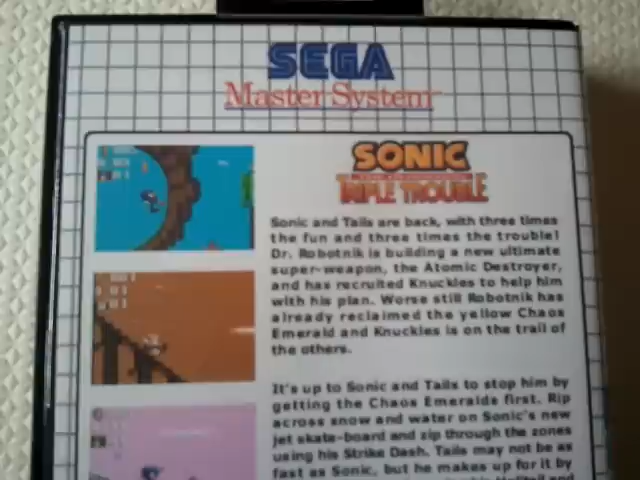 SEGA
Master System
SONIC
TRIPLE TROUBLE
Sonic and Tails are back, with three times
the fun and three times the trouble!
Dr. Robotnik is building a new ultimate
super-weapon, the Atomic Destroyer,
and has recruited Knuckles to help him
with his plan. Worse still Robotnik has
already reclaimed the yellow Chaos
Emerald and Knuckles is on the trail of
the others.
It's up to Sonic and Tails to stop him by
getting the Chaos Emeralds first. Rip
across snow and water on Sonic's new
jet skate-board and zip through the zones
using his Strike Dash. Tails may not be as
fast as Sonic, but he makes up for it by